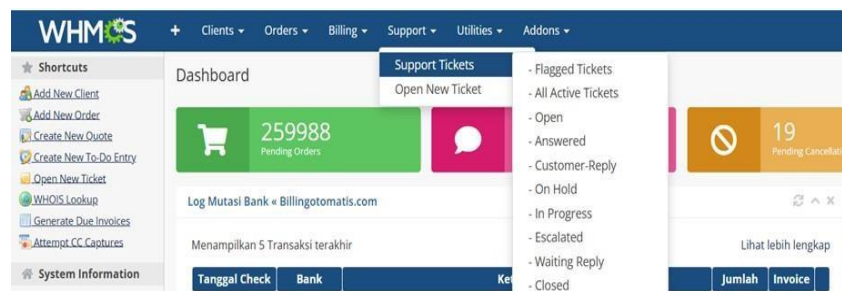 WHMCS
+ Clients Orders Billing Support Utilities Addons
Shortcuts
Add New Client
Add New Order
Create New Quote
Create New To-Do Entry
Open New Ticket
WHOIS Lookup
Generate Due Invoices
Attempt CC Captures
System Information
Dashboard
Support Tickets
Open New Ticket
- Flagged Tickets
- All Active Tickets
- Open
- Answered
- Customer-Reply
- On Hold
- In Progress
- Escalated
- Waiting Reply
- Closed
259988
Pending Orders
19
Pending Cancellati
Log Mutasi Bank « Billingotomatis.com
Menampilkan 5 Transaksi terakhir
Lihat lebih lengkap
Tanggal Check Bank Ket Jumlah Invoice